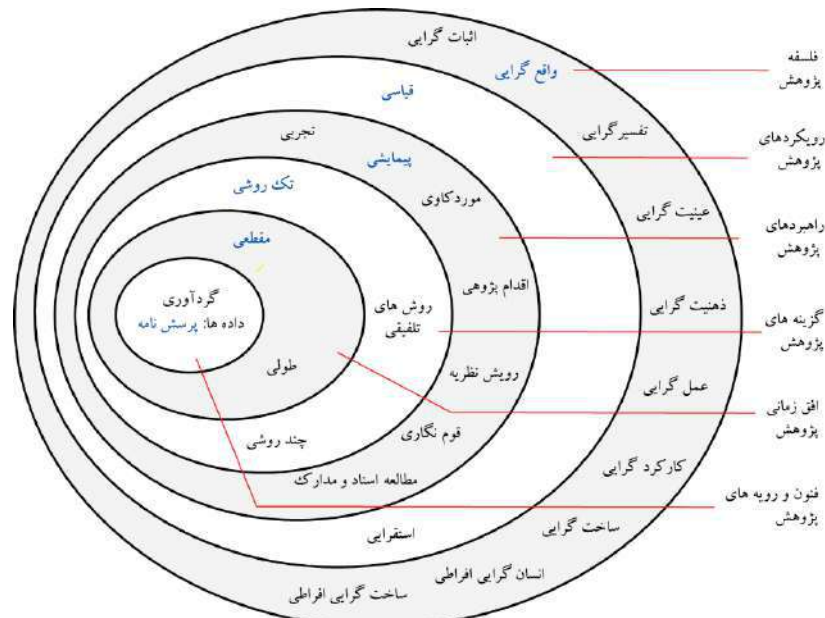 اثبات گرایی
واقع گرایی
تفسیرگرایی
عینیت گرایی
ذهنیت گرایی
عمل گرایی
کارکرد گرایی
ساخت گرایی
انسان گرایی افراطی
ساخت گرایی افراطی
قیاسی
استقرایی
تجربی
پیمایشی
موردکاوی
اقدام پژوهی
رویش نظریه
قوم نگاری
مطالعه اسناد و مدارک
تک روشی
روش های
تلفیقی
چند روشی
مقطعی
طولی
گردآوری
داده ها: پرسش نامه
فلسفه
پژوهش
رویکردهای
پژوهش
راهبردهای
پژوهش
گزینه های
پژوهش
افق زمانی
پژوهش
فنون و رویه های
پژوهش